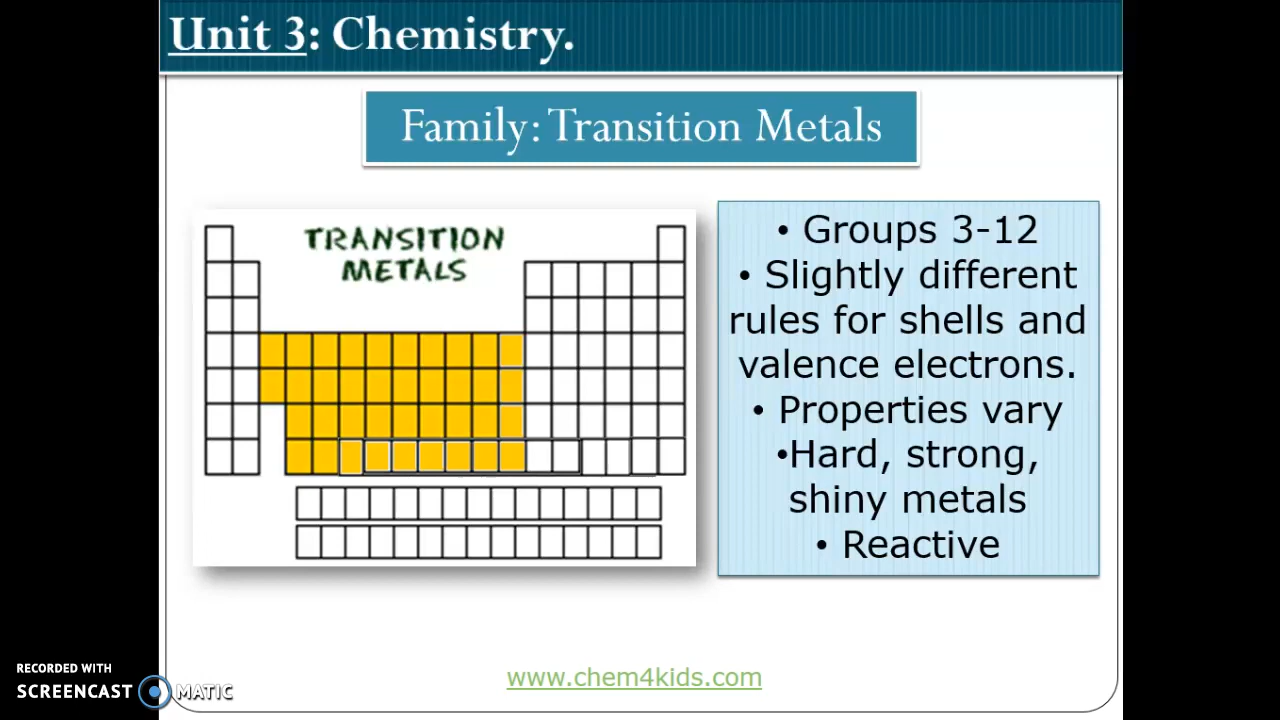 Unit 3: Chemistry.
Family: Transition Metals
TRANSITION
METALS
• Groups 3-12
• Slightly different
rules for shells and
valence electrons.
• Properties vary
•Hard, strong,
shiny metals
• Reactive
www.chem4kids.com
RECORDED WITH
SCREENCAST MATIC